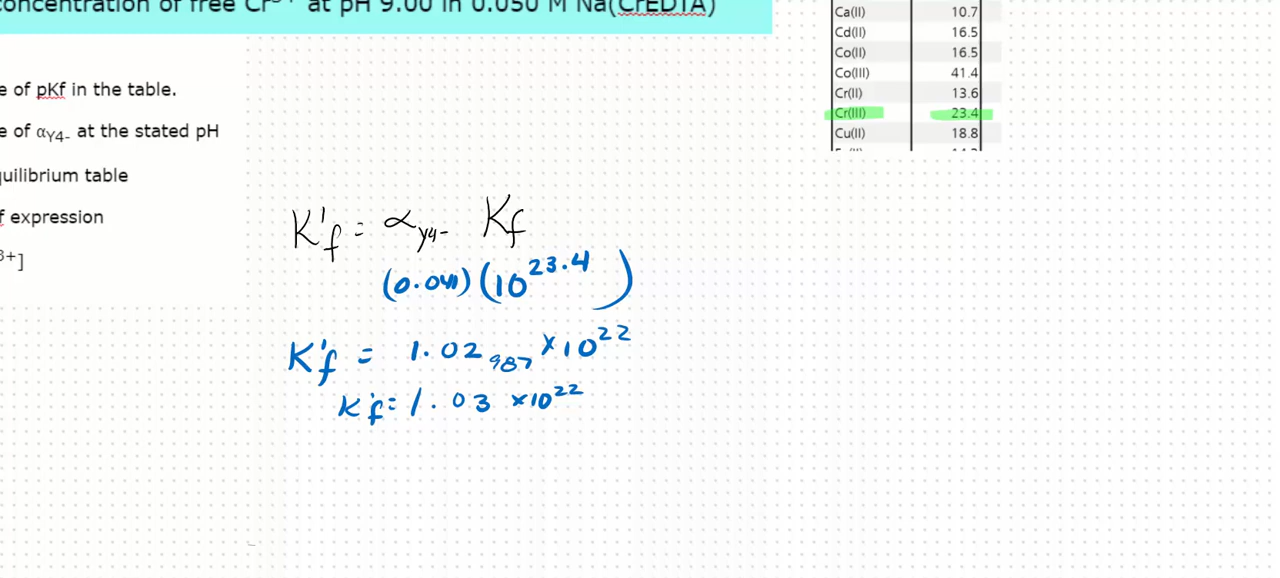 concentration of free Cr³⁺ at pH 9.00 in 0.050 M Na(CrEDTA)
e of pKf in the table.
e of αY4- at the stated pH
quilibrium table
f expression
3+]
Ca(II) 10.7
Cd(II) 16.5
Co(II) 16.5
Co(III) 41.4
Cr(II) 13.6
Cr(III) 23.4
Cu(II) 18.8
K'f = αY4- Kf
(0.041)(10^23.4)
K'f = 1.02987 ×10^22
K'f = 1.03 ×10^22